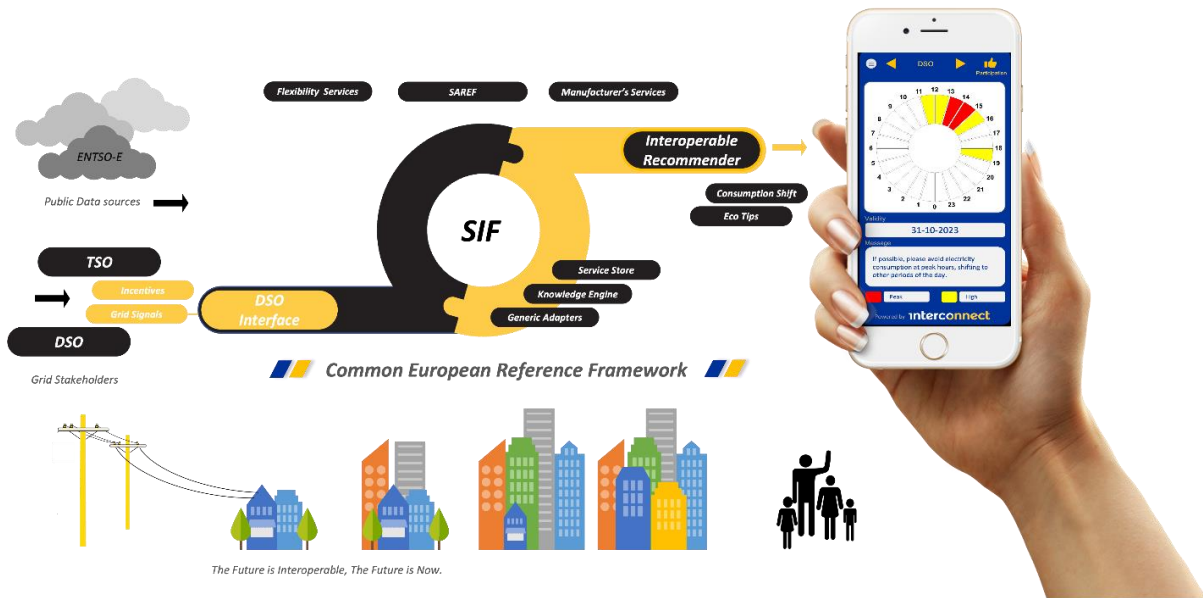 Flexibility Services
SAREF
Manufacturer's Services
ENTSO-E
Public Data sources
TSO
Incentives
Grid Signals
DSO
Grid Stakeholders
DSO
Interface
SIF
Interoperable
Recommender
Consumption Shift
Eco Tips
Service Store
Knowledge Engine
Generic Adapters
Common European Reference Framework
The Future is Interoperable, The Future is Now.
DSO
Participation
11 12 13
10 14
9 15
8 16
7
6 18
5 19
4 20
3 21
2 22
1 0 23
Validity
31-10-2023
Message
If possible, please avoid electricity
consumption at peak hours, shifting to
other periods of the day.
Peak
High
Powered by interconnect